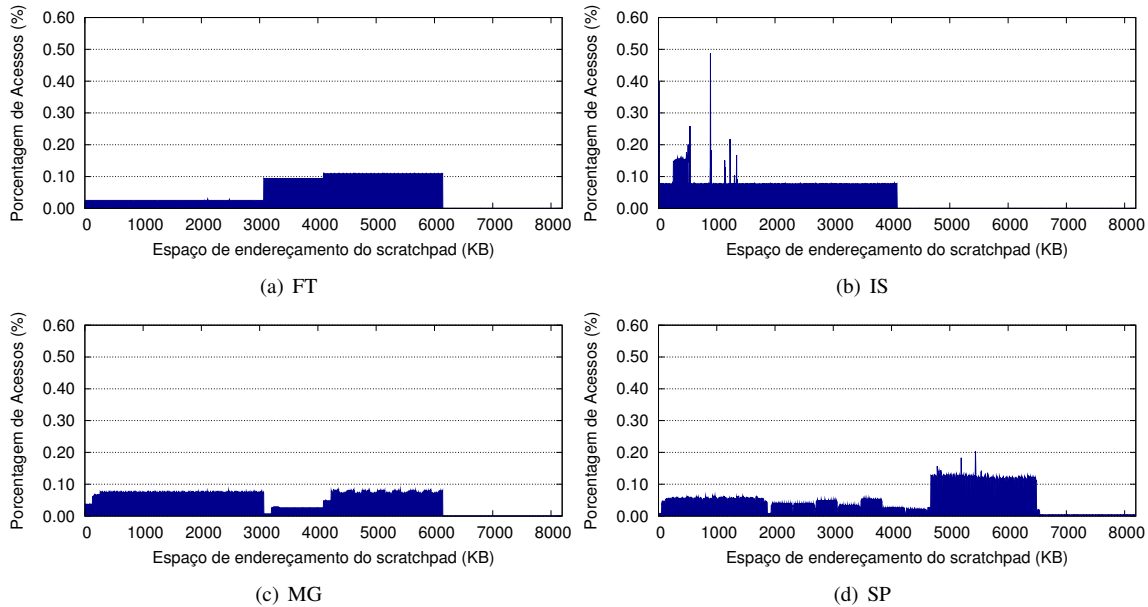 Porcentagem de Acessos (%)
0.60
0.50
0.40
0.30
0.20
0.10
0.00
0 1000 2000 3000 4000 5000 6000 7000 8000
Espaço de endereçamento do scratchpad (KB)
(a) FT
Porcentagem de Acessos (%)
0.60
0.50
0.40
0.30
0.20
0.10
0.00
0 1000 2000 3000 4000 5000 6000 7000 8000
Espaço de endereçamento do scratchpad (KB)
(b) IS
Porcentagem de Acessos (%)
0.60
0.50
0.40
0.30
0.20
0.10
0.00
0 1000 2000 3000 4000 5000 6000 7000 8000
Espaço de endereçamento do scratchpad (KB)
(c) MG
Porcentagem de Acessos (%)
0.60
0.50
0.40
0.30
0.20
0.10
0.00
0 1000 2000 3000 4000 5000 6000 7000 8000
Espaço de endereçamento do scratchpad (KB)
(d) SP